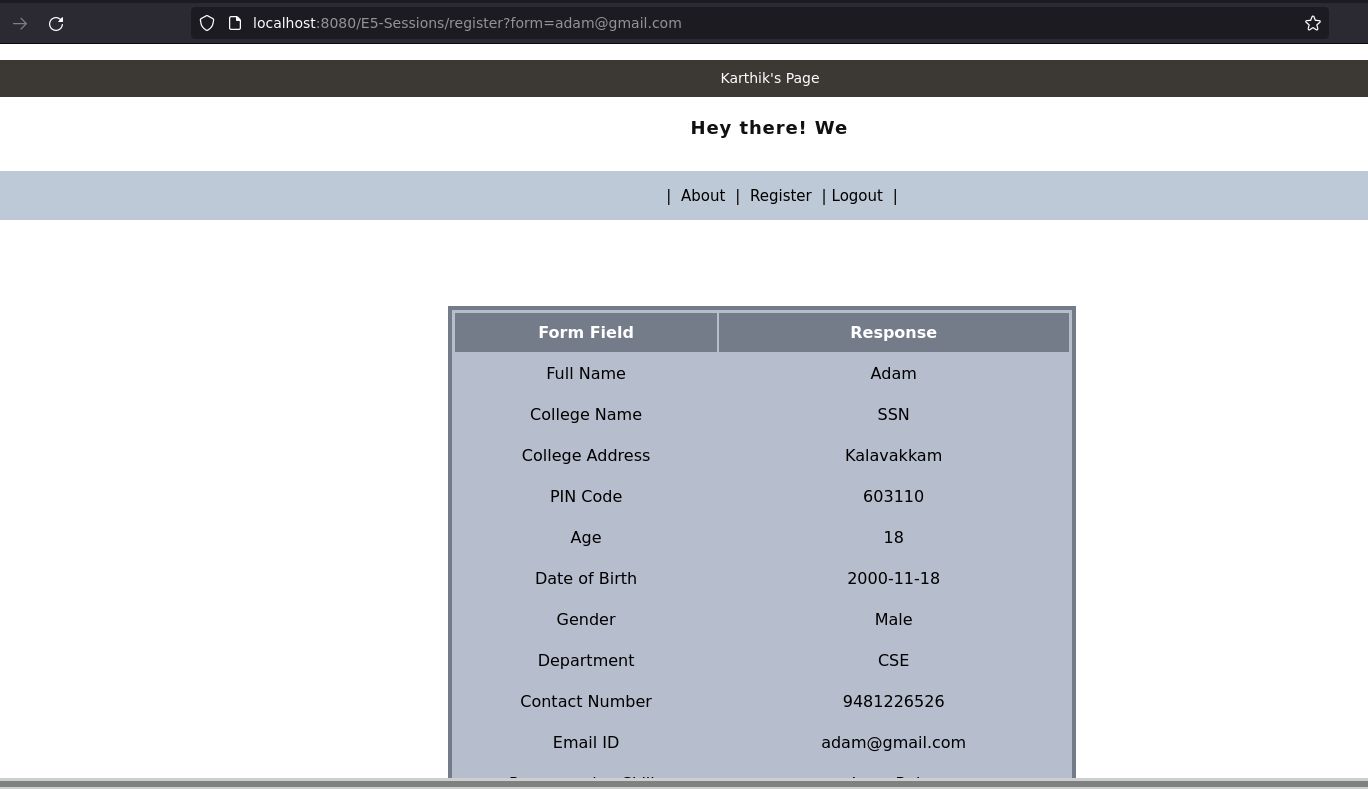 localhost:8080/E5-Sessions/register?form=adam@gmail.com
Karthik's Page
Hey there! We
| About | Register | Logout |
Form Field Response
Full Name Adam
College Name SSN
College Address Kalavakkam
PIN Code 603110
Age 18
Date of Birth 2000-11-18
Gender Male
Department CSE
Contact Number 9481226526
Email ID adam@gmail.com